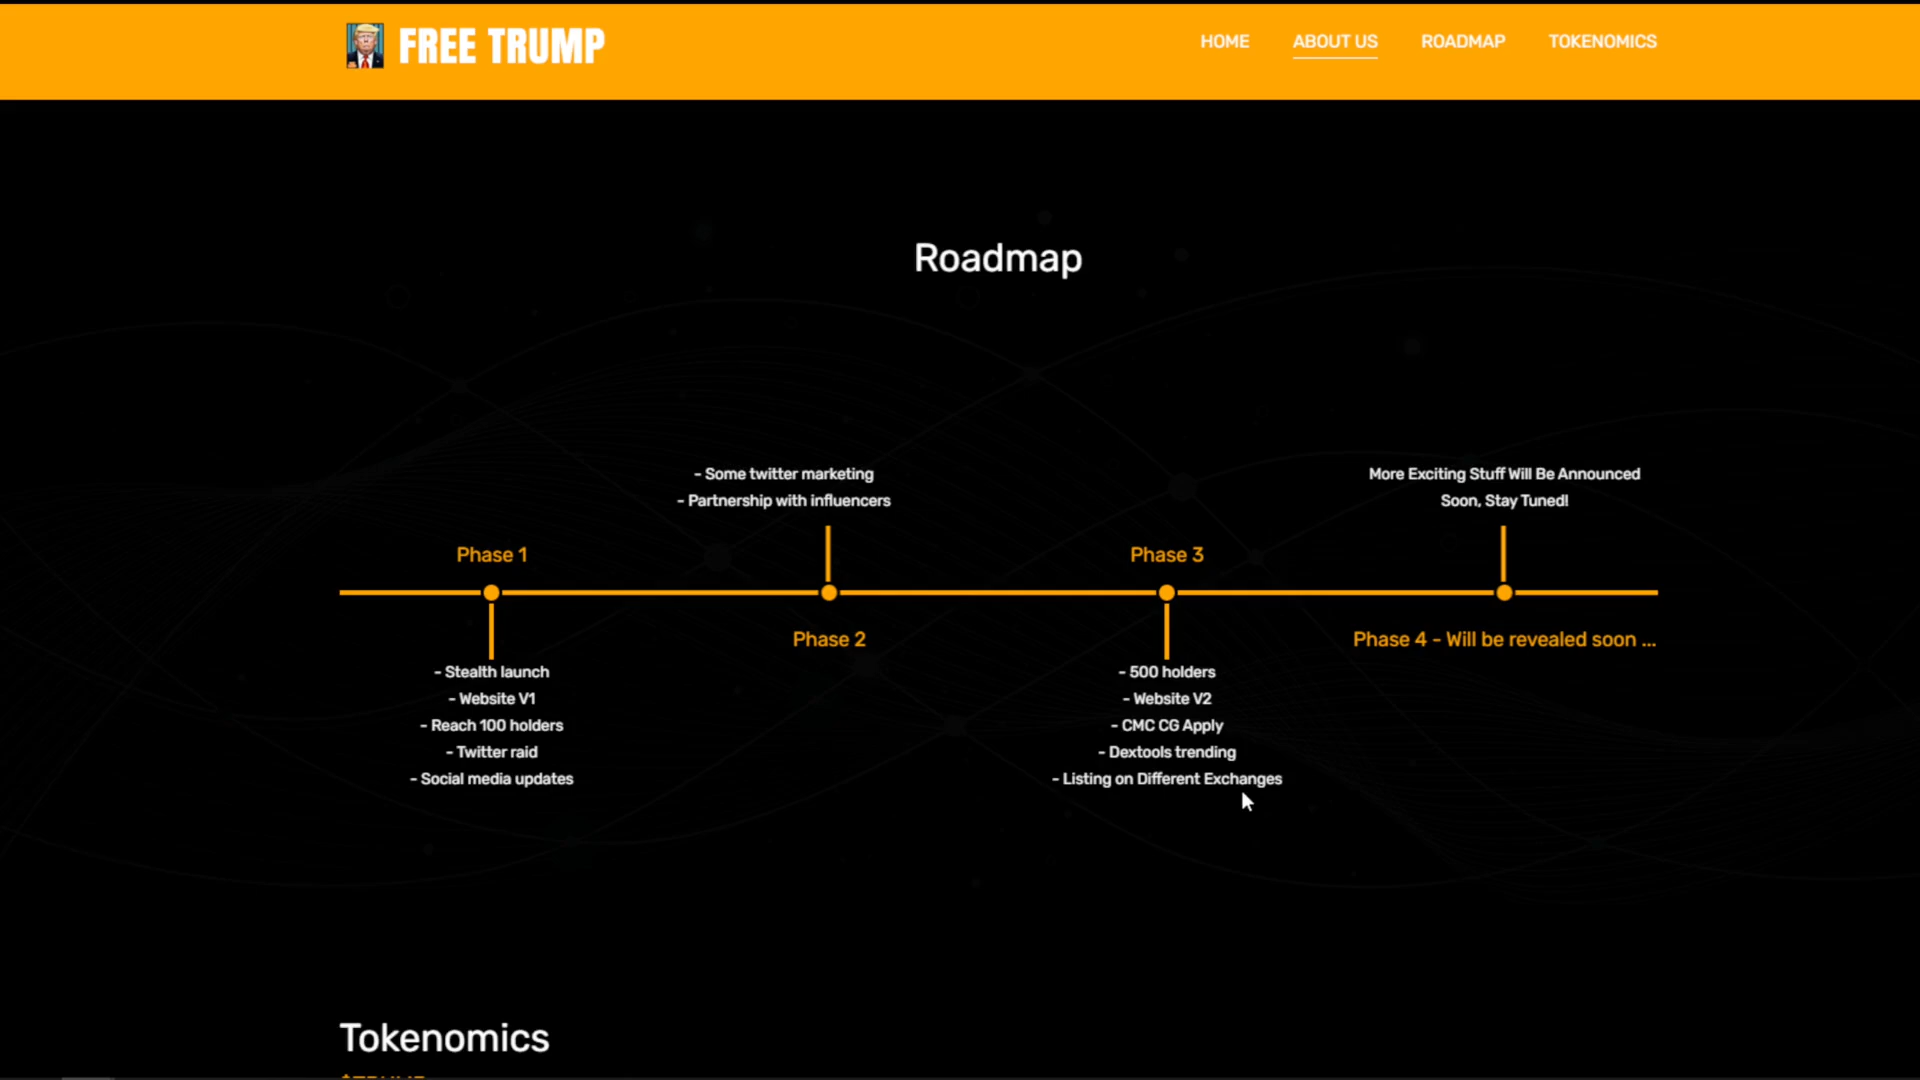 FREE TRUMP
HOME
ABOUT US
ROADMAP
TOKENOMICS
Roadmap
Phase 1
- Stealth launch
- Website V1
- Reach 100 holders
- Twitter raid
- Social media updates
- Some twitter marketing
- Partnership with influencers
Phase 2
Phase 3
- 500 holders
- Website V2
- CMC CG Apply
- Dextools trending
- Listing on Different Exchanges
More Exciting Stuff Will Be Announced
Soon, Stay Tuned!
Phase 4 - Will be revealed soon ...
Tokenomics